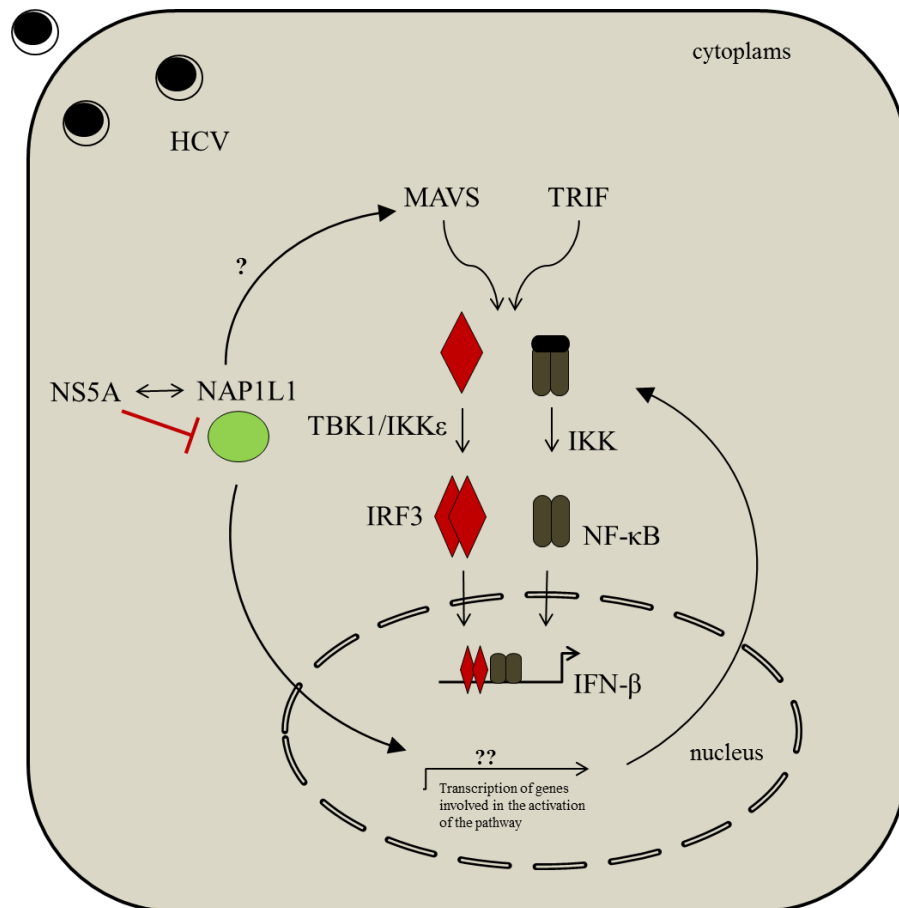 cytoplams
HCV
MAVS TRIF
?
NS5A NAP1L1
TBK1/IKKε IKK
IRF3 NF-κB
IFN-β
nucleus
??
Transcription of genes
involved in the activation
of the pathway